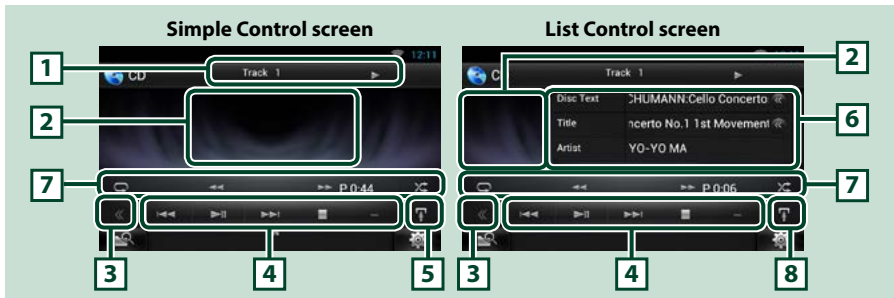 Simple Control screen
List Control screen
12:11
1
Track 1
CD
2
7
P 0:44
3
4
5
2
Track 1
C
Disc Text
CHUMANN:Cello Concerto
Title
ncerto No.1 1st Movement
Artist
YO-YO MA
6
P 0:06
7
3
4
8